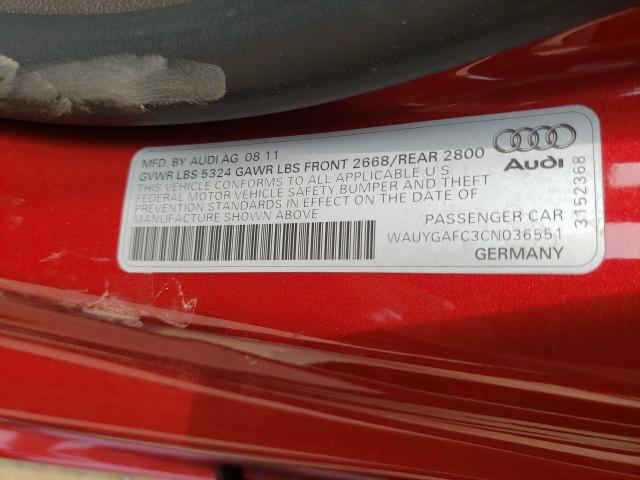 MFD. BY AUDI AG 08 11
GVWR LBS 5324 GAWR LBS FRONT 2668/REAR 2800
THIS VEHICLE CONFORMS TO ALL APPLICABLE U S
FEDERAL MOTOR VEHICLE SAFETY, BUMPER AND THEFT
PREVENTION STANDARDS IN EFFECT ON THE DATE OF
MANUFACTURE SHOWN ABOVE
PASSENGER CAR
WAUYGAFC3CN036551
GERMANY
Audi
3152368